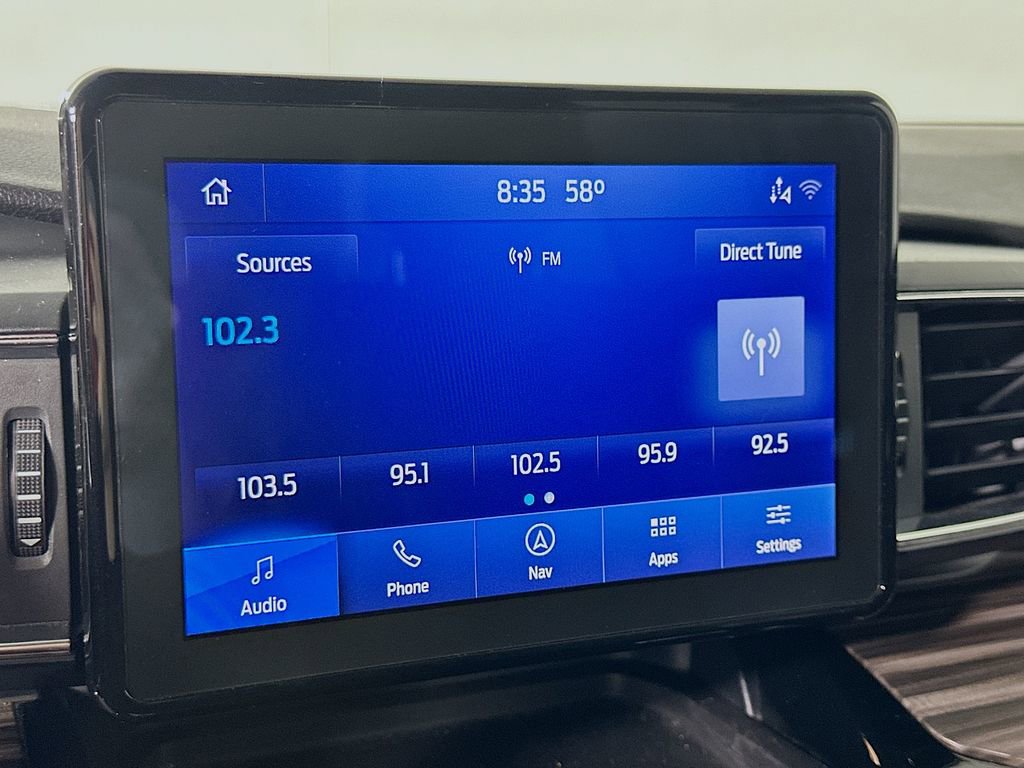 8:35 58°
Sources
FM
Direct Tune
102.3
103.5
95.1
102.5
95.9
92.5
Audio
Phone
Nav
Apps
Settings